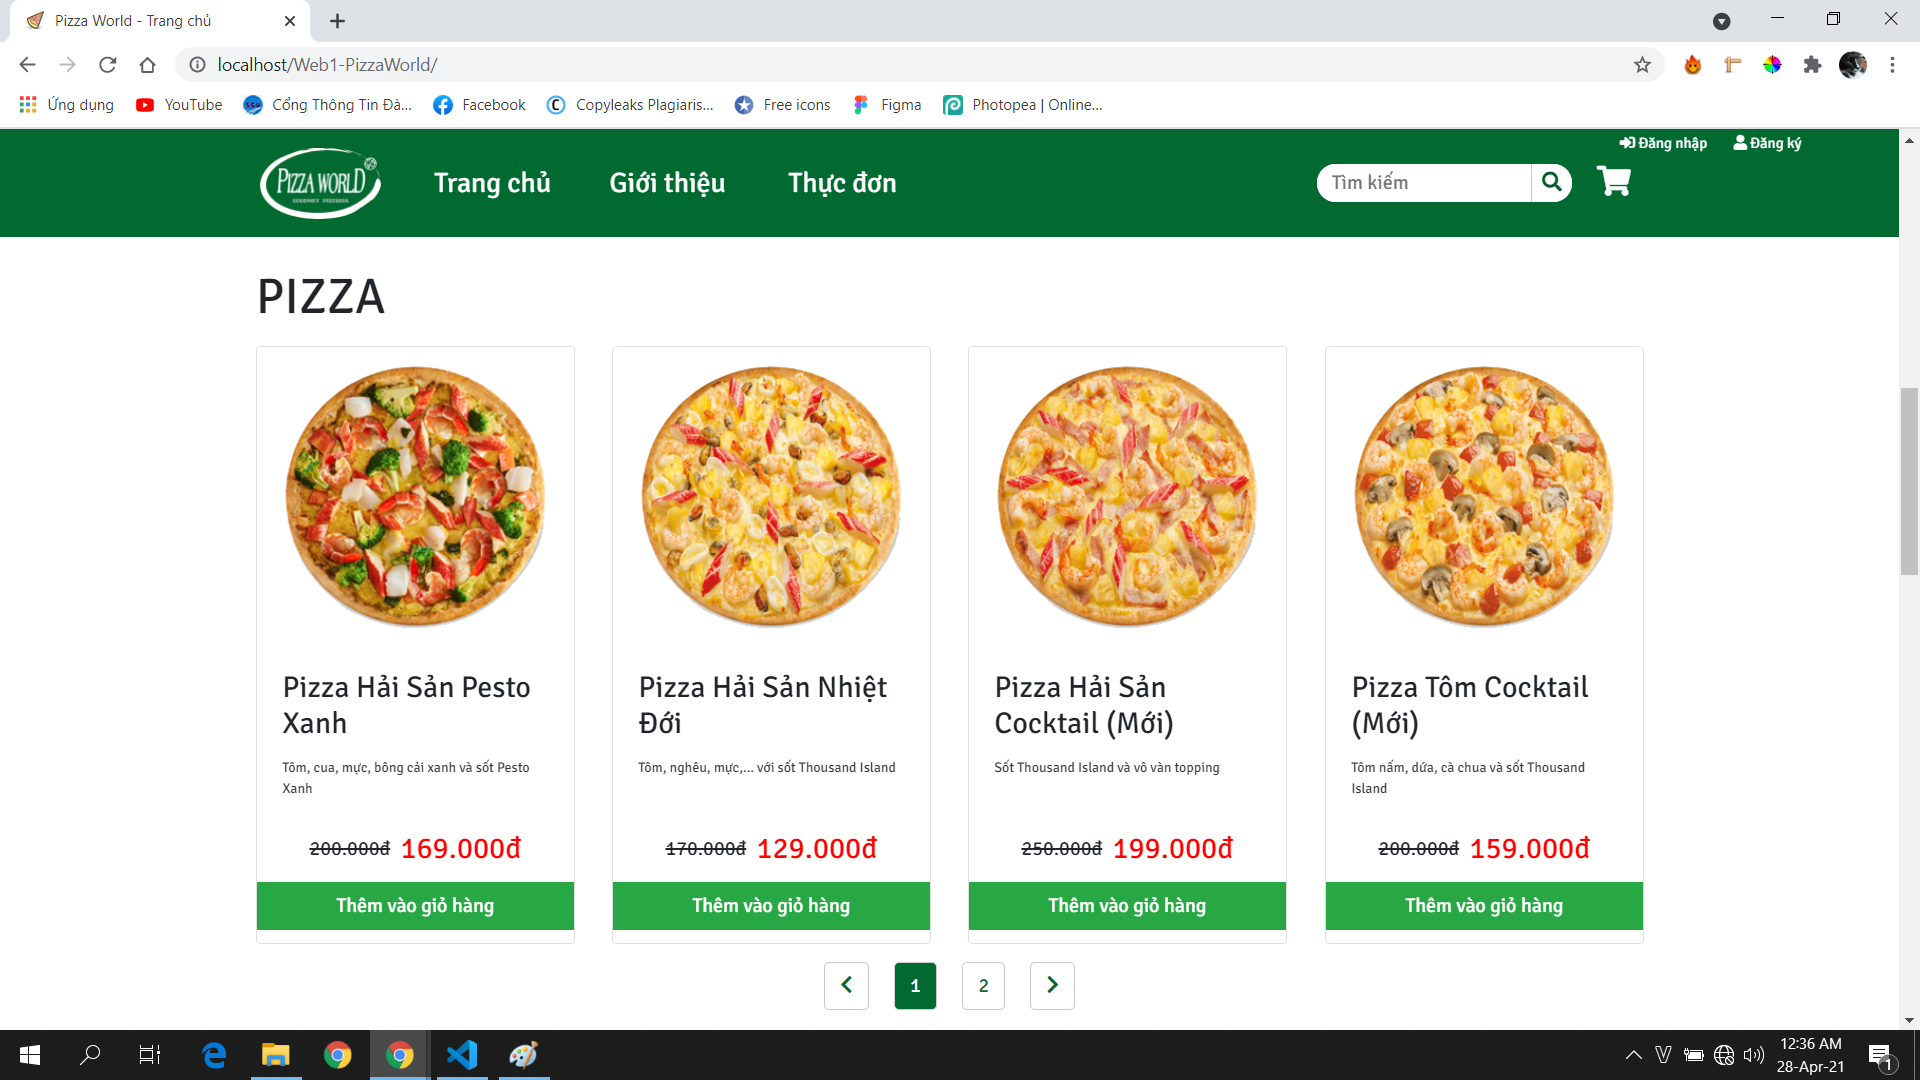 Pizza World - Trang chủ
localhost/Web1-PizzaWorld/
Ứng dụng
YouTube
Cổng Thông Tin Đà...
Facebook
Copyleaks Plagiaris...
Free icons
Figma
Photopea | Online...
Đăng nhập
Đăng ký
PIZZA WORLD
Trang chủ
Giới thiệu
Thực đơn
Tìm kiếm
PIZZA
Pizza Hải Sản Pesto
Xanh
Tôm, cua, mực, bông cải xanh và sốt Pesto
Xanh
200.000đ 169.000đ
Thêm vào giỏ hàng
Pizza Hải Sản Nhiệt
Đới
Tôm, nghêu, mực,... với sốt Thousand Island
170.000đ 129.000đ
Thêm vào giỏ hàng
Pizza Hải Sản
Cocktail (Mới)
Sốt Thousand Island và vô vàn topping
250.000đ 199.000đ
Thêm vào giỏ hàng
Pizza Tôm Cocktail
(Mới)
Tôm nấm, dứa, cà chua và sốt Thousand
Island
200.000đ 159.000đ
Thêm vào giỏ hàng
1
2
12:36 AM
28-Apr-21
1